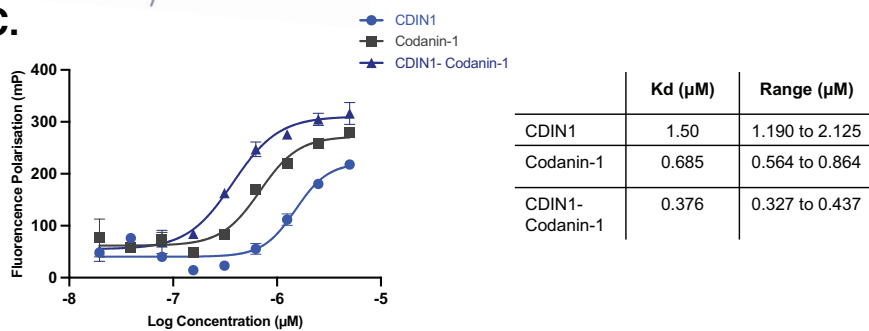 C.
CDIN1
Codanin-1
CDIN1- Codanin-1
Fluorencence Polarisation (mP)
400
300
200
100
0
-8
-7
-6
-5
Log Concentration (μM)
Kd (μM)
Range (μM)
CDIN1
1.50
1.190 to 2.125
Codanin-1
0.685
0.564 to 0.864
CDIN1-
Codanin-1
0.376
0.327 to 0.437